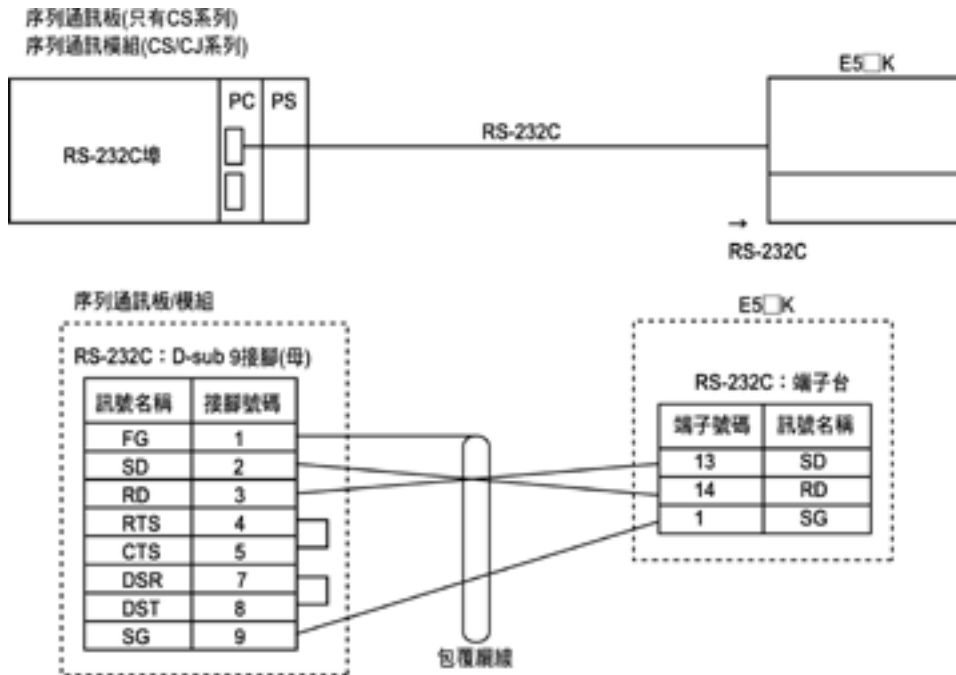 序列通訊板(只有CS系列)
序列通訊模組(CS/CJ系列)
E5□K
PC PS
RS-232C埠
RS-232C
→
RS-232C
序列通訊板/模組
E5□K
RS-232C：D-sub 9接腳(母)
RS-232C：端子台
訊號名稱 接腳號碼
FG 1
SD 2
RD 3
RTS 4
CTS 5
DSR 7
DST 8
SG 9
端子號碼 訊號名稱
13 SD
14 RD
1 SG
包覆編線